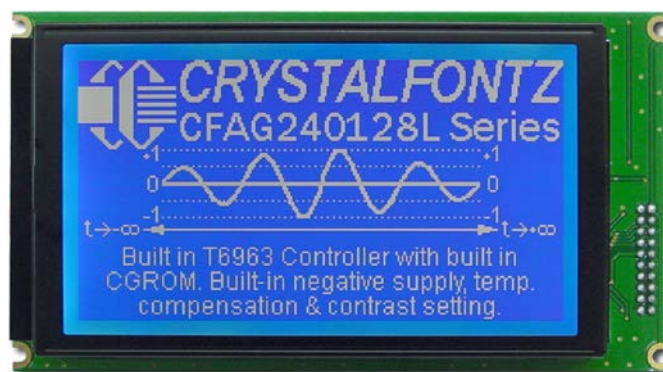 CRYSTALFONTZ
CFAG240128L Series
+1 +1
0 0
-1 -1
t→-∞ t→+∞
Built in T6963 Controller with built in
CGROM. Built-in negative supply, temp.
compensation & contrast setting.